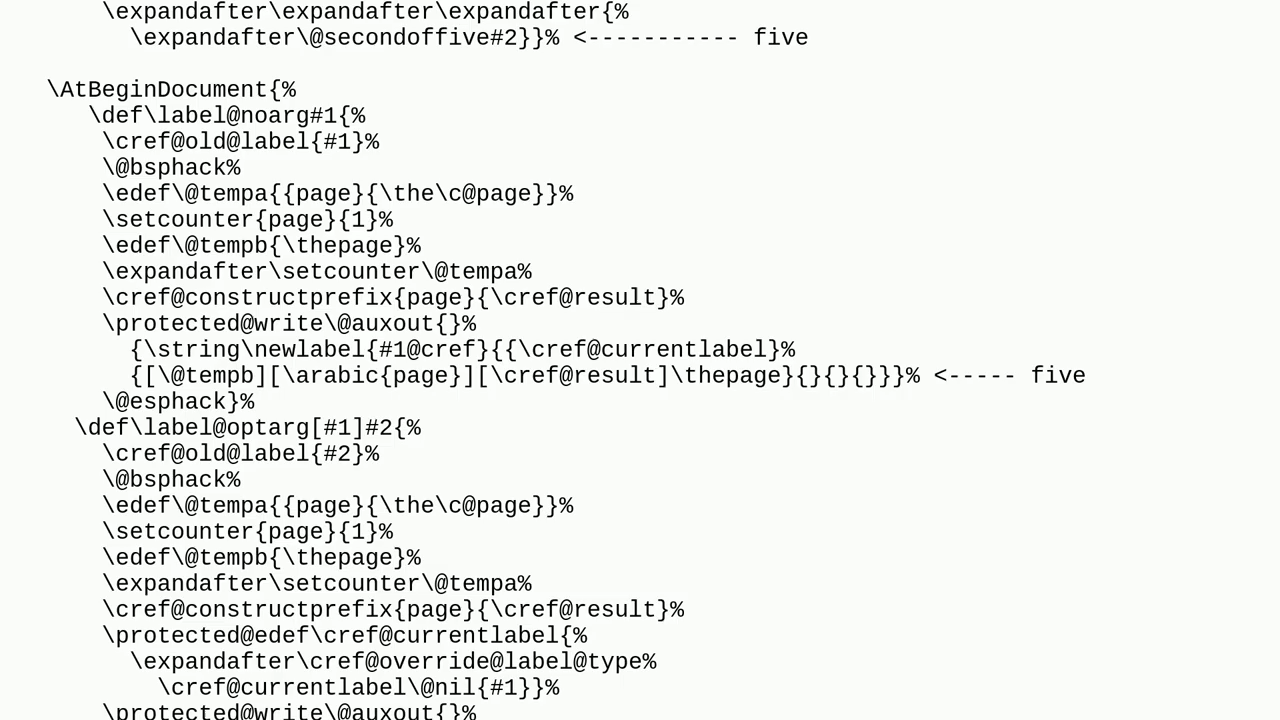 \expandafter\expandafter\expandafter{%
\expandafter\@secondoffive#2}}% <----------- five
\AtBeginDocument{%
\def\label@noarg#1{%
\cref@old@label{#1}%
\@bsphack%
\edef\@tempa{{page}{\the\c@page}}%
\setcounter{page}{1}%
\edef\@tempb{\thepage}%
\expandafter\setcounter\@tempa%
\cref@constructprefix{page}{\cref@result}%
\protected@write\@auxout{}%
{\string\newlabel{#1@cref}{{\cref@currentlabel}%
{[\@tempb][\arabic{page}][\cref@result]\thepage}{}{}{}}}% <----- five
\@esphack}%
\def\label@optarg[#1]#2{%
\cref@old@label{#2}%
\@bsphack%
\edef\@tempa{{page}{\the\c@page}}%
\setcounter{page}{1}%
\edef\@tempb{\thepage}%
\expandafter\setcounter\@tempa%
\cref@constructprefix{page}{\cref@result}%
\protected@edef\cref@currentlabel{%
\expandafter\cref@override@label@type%
\cref@currentlabel\@nil{#1}}%
\protected@write\@auxout{}%